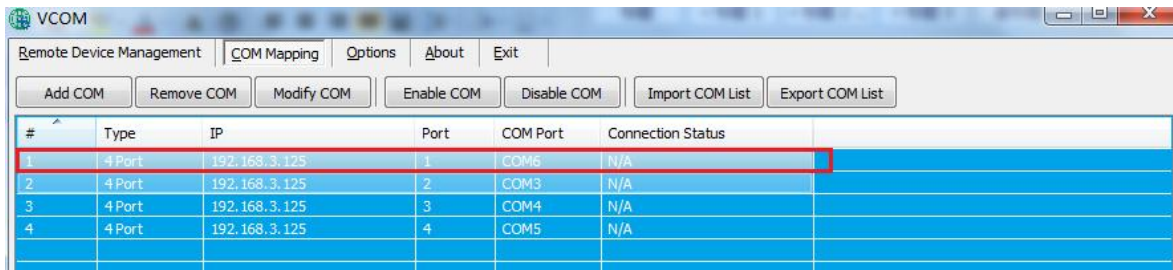 VCOM
Remote Device Management COM Mapping Options About Exit
Add COM Remove COM Modify COM Enable COM Disable COM Import COM List Export COM List
# Type IP Port COM Port Connection Status
1 4 Port 192.168.3.125 1 COM6 N/A
2 4 Port 192.168.3.125 2 COM3 N/A
3 4 Port 192.168.3.125 3 COM4 N/A
4 4 Port 192.168.3.125 4 COM5 N/A